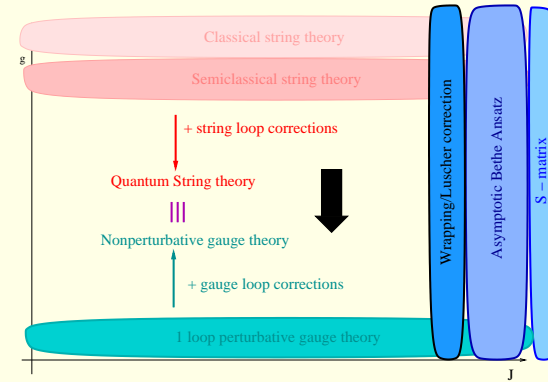 Classical string theory
g
Semiclassical string theory
+ string loop corrections
Quantum String theory
Nonperturbative gauge theory
+ gauge loop corrections
1 loop perturbative gauge theory
J
Wrapping/Luscher correction
Asymptotic Bethe Ansatz
S - matrix